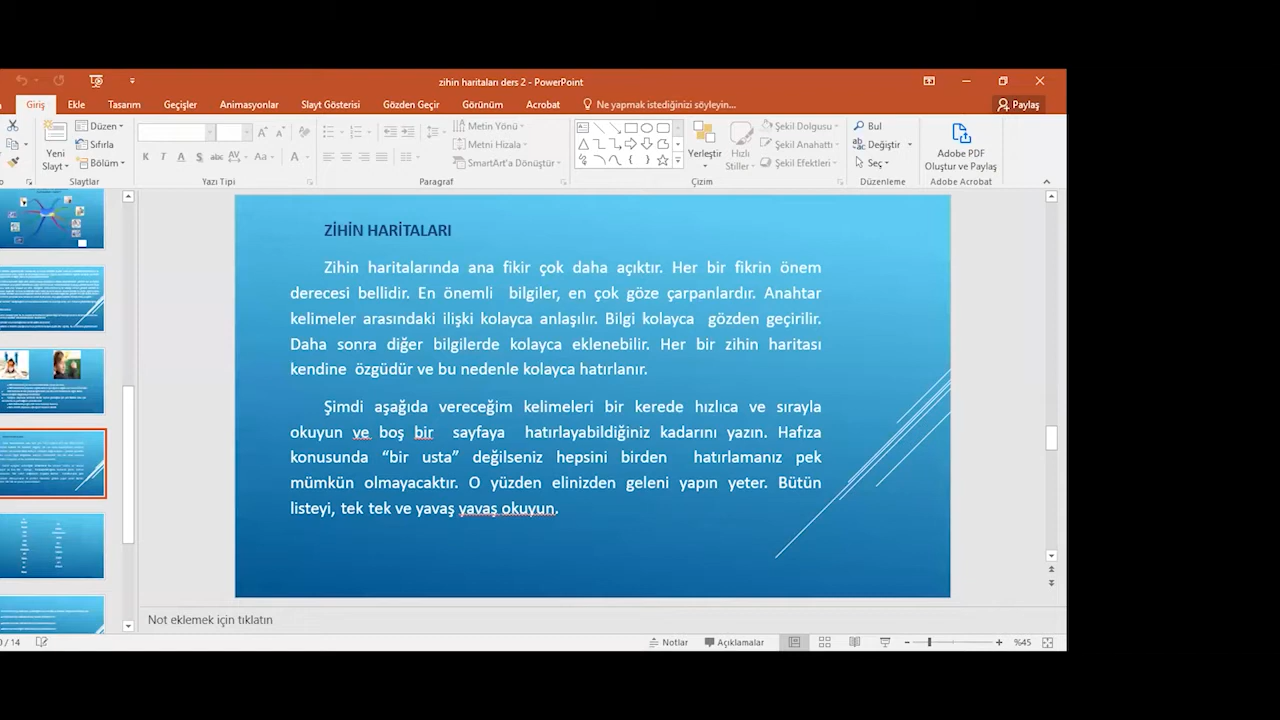 zihin haritaları ders 2 - PowerPoint
Giriş Ekle Tasarım Geçişler Animasyonlar Slayt Gösterisi Gözden Geçir Görünüm Acrobat Ne yapmak istediğinizi söyleyin... Paylaş
Yeni Slayt
Düzen
Sıfırla
Bölüm
Slaytlar
K T A S abc AV Aa A
Yazı Tipi
Metin Yönü
Metni Hizala
SmartArt'a Dönüştür
Paragraf
Yerleştir
Hızlı Stiller
Şekil Dolgusu
Şekil Anahattı
Şekil Efektleri
Çizim
Bul
Değiştir
Seç
Düzenleme
Adobe PDF
Oluştur ve Paylaş
Adobe Acrobat
ZİHİN HARİTALARI
Zihin haritalarında ana fikir çok daha açıktır. Her bir fikrin önem
derecesi bellidir. En önemli bilgiler, en çok göze çarpanlardır. Anahtar
kelimeler arasındaki ilişki kolayca anlaşılır. Bilgi kolayca gözden geçirilir.
Daha sonra diğer bilgilerde kolayca eklenebilir. Her bir zihin haritası
kendine özgüdür ve bu nedenle kolayca hatırlanır.
Şimdi aşağıda vereceğim kelimeleri bir kerede hızlıca ve sırayla
okuyun ve boş bir sayfaya hatırlayabildiğiniz kadarını yazın. Hafıza
konusunda “bir usta” değilseniz hepsini birden hatırlamanız pek
mümkün olmayacaktır. O yüzden elinizden geleni yapın yeter. Bütün
listeyi, tek tek ve yavaş yavaş okuyun.
Not eklemek için tıklatın
/ 14
Notlar Açıklamalar %45